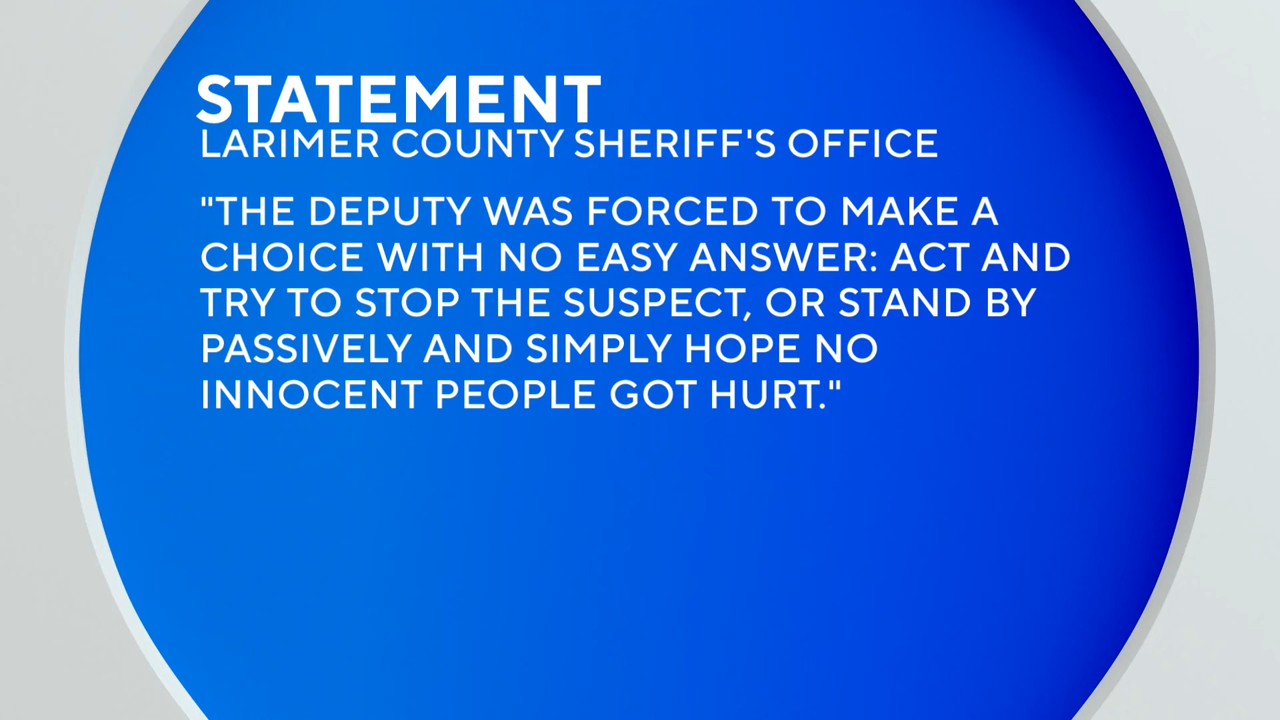 STATEMENT
LARIMER COUNTY SHERIFF'S OFFICE
"THE DEPUTY WAS FORCED TO MAKE A
CHOICE WITH NO EASY ANSWER: ACT AND
TRY TO STOP THE SUSPECT, OR STAND BY
PASSIVELY AND SIMPLY HOPE NO
INNOCENT PEOPLE GOT HURT."